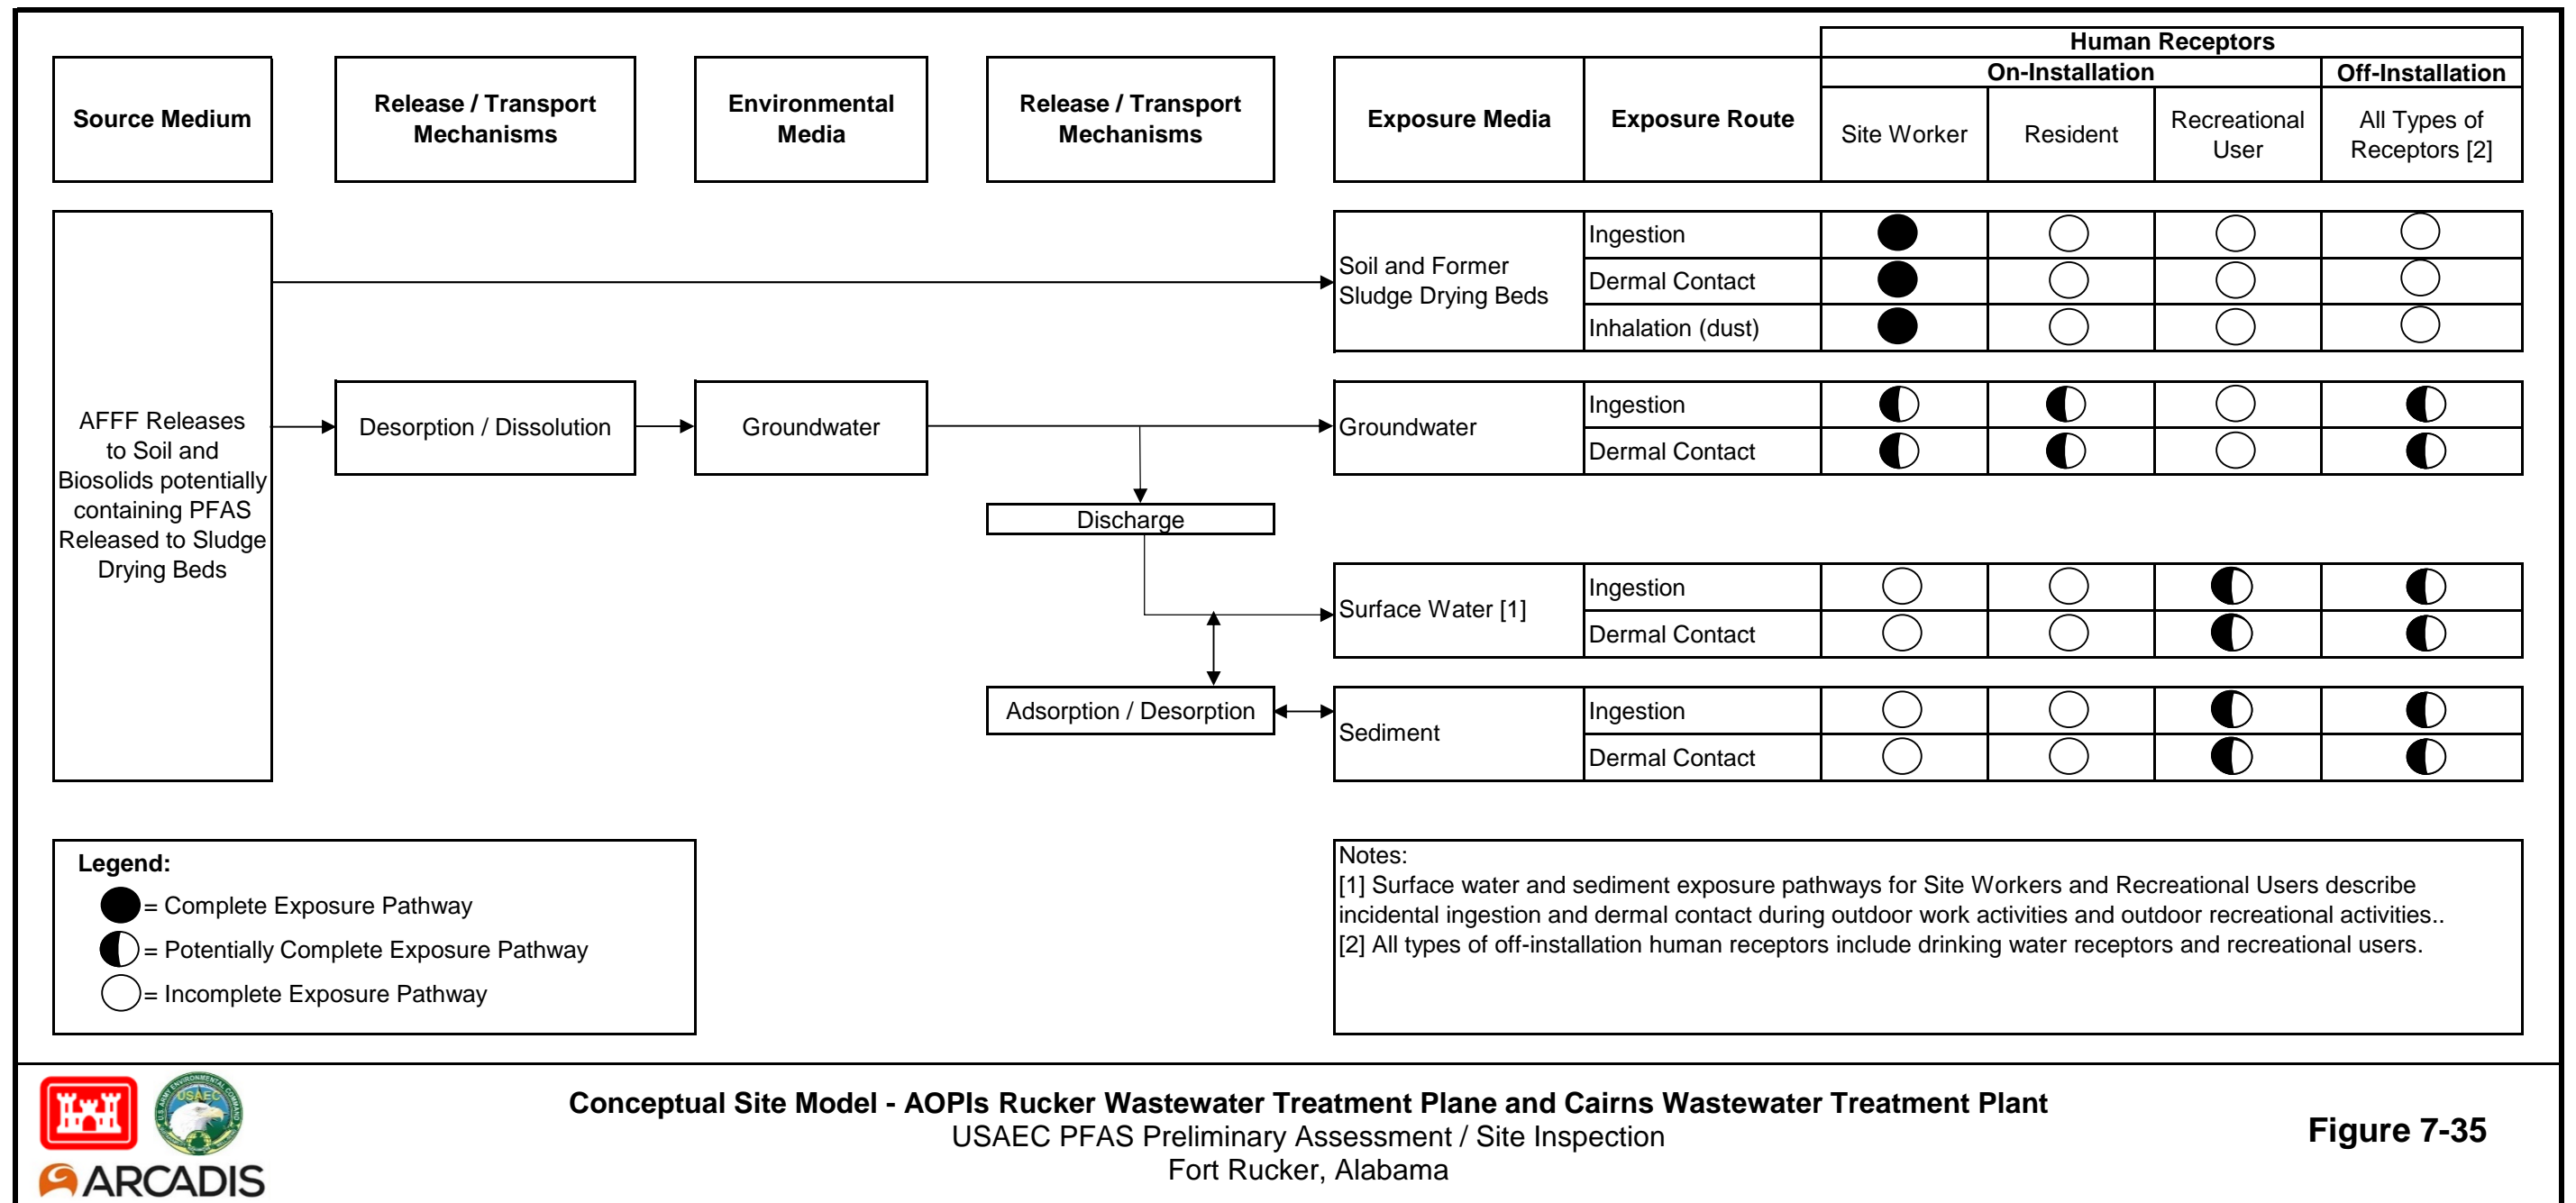 Human Receptors
On-Installation
Off-Installation
Source Medium
Release / Transport
Mechanisms
Environmental
Media
Release / Transport
Mechanisms
Exposure Media
Exposure Route
Site Worker
Resident
Recreational
User
All Types of
Receptors [2]
AFFF Releases
to Soil and
Biosolids potentially
containing PFAS
Released to Sludge
Drying Beds
Soil and Former
Sludge Drying Beds
Ingestion
Dermal Contact
Inhalation (dust)
Desorption / Dissolution
Groundwater
Groundwater
Ingestion
Dermal Contact
Discharge
Surface Water [1]
Ingestion
Dermal Contact
Adsorption / Desorption
Sediment
Ingestion
Dermal Contact
Legend:
= Complete Exposure Pathway
= Potentially Complete Exposure Pathway
= Incomplete Exposure Pathway
Notes:
[1] Surface water and sediment exposure pathways for Site Workers and Recreational Users describe
incidental ingestion and dermal contact during outdoor work activities and outdoor recreational activities..
[2] All types of off-installation human receptors include drinking water receptors and recreational users.
U.S. ARMY ENVIRONMENTAL COMMAND
USAEC
ARCADIS
Conceptual Site Model - AOPIs Rucker Wastewater Treatment Plane and Cairns Wastewater Treatment Plant
USAEC PFAS Preliminary Assessment / Site Inspection
Fort Rucker, Alabama
Figure 7-35